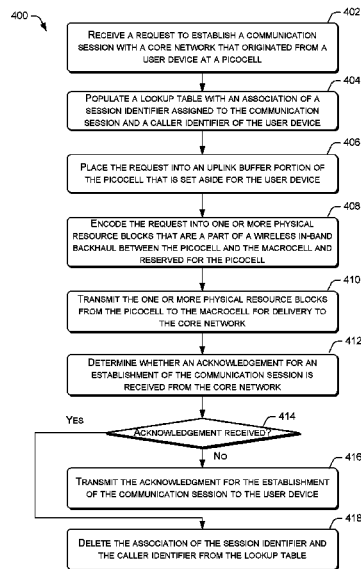 400
402
RECEIVE A REQUEST TO ESTABLISH A COMMUNICATION
SESSION WITH A CORE NETWORK THAT ORIGINATED FROM A
USER DEVICE AT A PICOCELL
404
POPULATE A LOOKUP TABLE WITH AN ASSOCIATION OF A
SESSION IDENTIFIER ASSIGNED TO THE COMMUNICATION
SESSION AND A CALLER IDENTIFIER OF THE USER DEVICE
406
PLACE THE REQUEST INTO AN UPLINK BUFFER PORTION OF
THE PICOCELL THAT IS SET ASIDE FOR THE USER DEVICE
408
ENCODE THE REQUEST INTO ONE OR MORE PHYSICAL
RESOURCE BLOCKS THAT ARE A PART OF A WIRELESS IN-BAND
BACKHAUL BETWEEN THE PICOCELL AND THE MACROCELL AND
RESERVED FOR THE PICOCELL
410
TRANSMIT THE ONE OR MORE PHYSICAL RESOURCE BLOCKS
FROM THE PICOCELL TO THE MACROCELL FOR DELIVERY TO
THE CORE NETWORK
412
DETERMINE WHETHER AN ACKNOWLEDGEMENT FOR AN
ESTABLISHMENT OF THE COMMUNICATION SESSION IS
RECEIVED FROM THE CORE NETWORK
414
Yes
ACKNOWLEDGEMENT RECEIVED?
No
416
TRANSMIT THE ACKNOWLEDGMENT FOR THE ESTABLISHMENT
OF THE COMMUNICATION SESSION TO THE USER DEVICE
418
DELETE THE ASSOCIATION OF THE SESSION IDENTIFIER AND
THE CALLER IDENTIFIER FROM THE LOOKUP TABLE